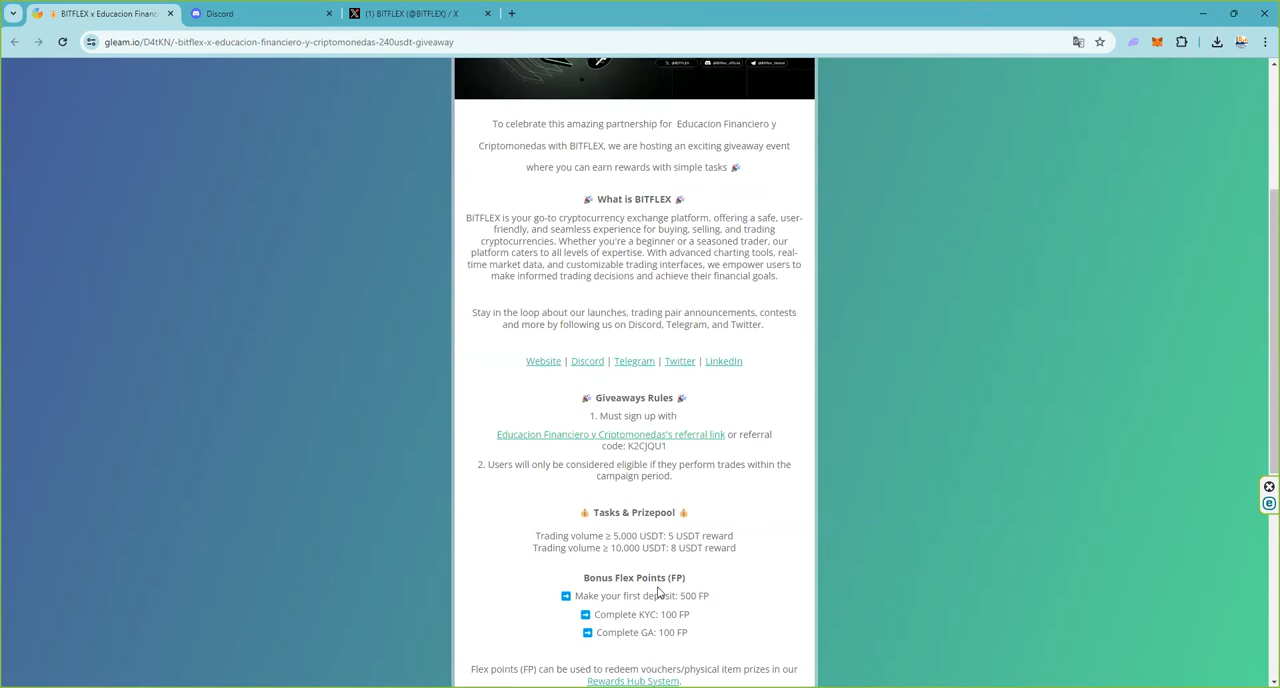 BITFLEX x Educacion Financ
Discord
(1) BITFLEX (@BITFLEX) / X
gleam.io/D4tKN/-bitflex-x-educacion-financiero-y-criptomonedas-240usdt-giveaway
@BITFLEX
@Bitflex_official
To celebrate this amazing partnership for Educacion Financiero y
Criptomonedas with BITFLEX, we are hosting an exciting giveaway event
where you can earn rewards with simple tasks 🎉
🎉 What is BITFLEX 🎉
BITFLEX is your go-to cryptocurrency exchange platform, offering a safe, user-
friendly, and seamless experience for buying, selling, and trading
cryptocurrencies. Whether you're a beginner or a seasoned trader, our
platform caters to all levels of expertise. With advanced charting tools, real-
time market data, and customizable trading interfaces, we empower users to
make informed trading decisions and achieve their financial goals.
Stay in the loop about our launches, trading pair announcements, contests
and more by following us on Discord, Telegram, and Twitter.
Website | Discord | Telegram | Twitter | LinkedIn
🎉 Giveaways Rules 🎉
1. Must sign up with
Educacion Financiero y Criptomonedas's referral link or referral
code: K2CJQU1
2. Users will only be considered eligible if they perform trades within the
campaign period.
💰 Tasks & Prizepool 💰
Trading volume ≥ 5,000 USDT: 5 USDT reward
Trading volume ≥ 10,000 USDT: 8 USDT reward
Bonus Flex Points (FP)
➡️ Make your first deposit: 500 FP
➡️ Complete KYC: 100 FP
➡️ Complete GA: 100 FP
Flex points (FP) can be used to redeem vouchers/physical item prizes in our
Rewards Hub System.